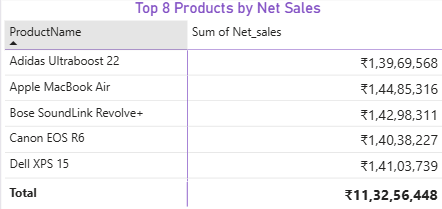 Top 8 Products by Net Sales
ProductName Sum of Net_sales
Adidas Ultraboost 22 ₹1,39,69,568
Apple MacBook Air ₹1,44,85,316
Bose SoundLink Revolve+ ₹1,42,98,311
Canon EOS R6 ₹1,40,38,227
Dell XPS 15 ₹1,41,03,739
Total ₹11,32,56,448